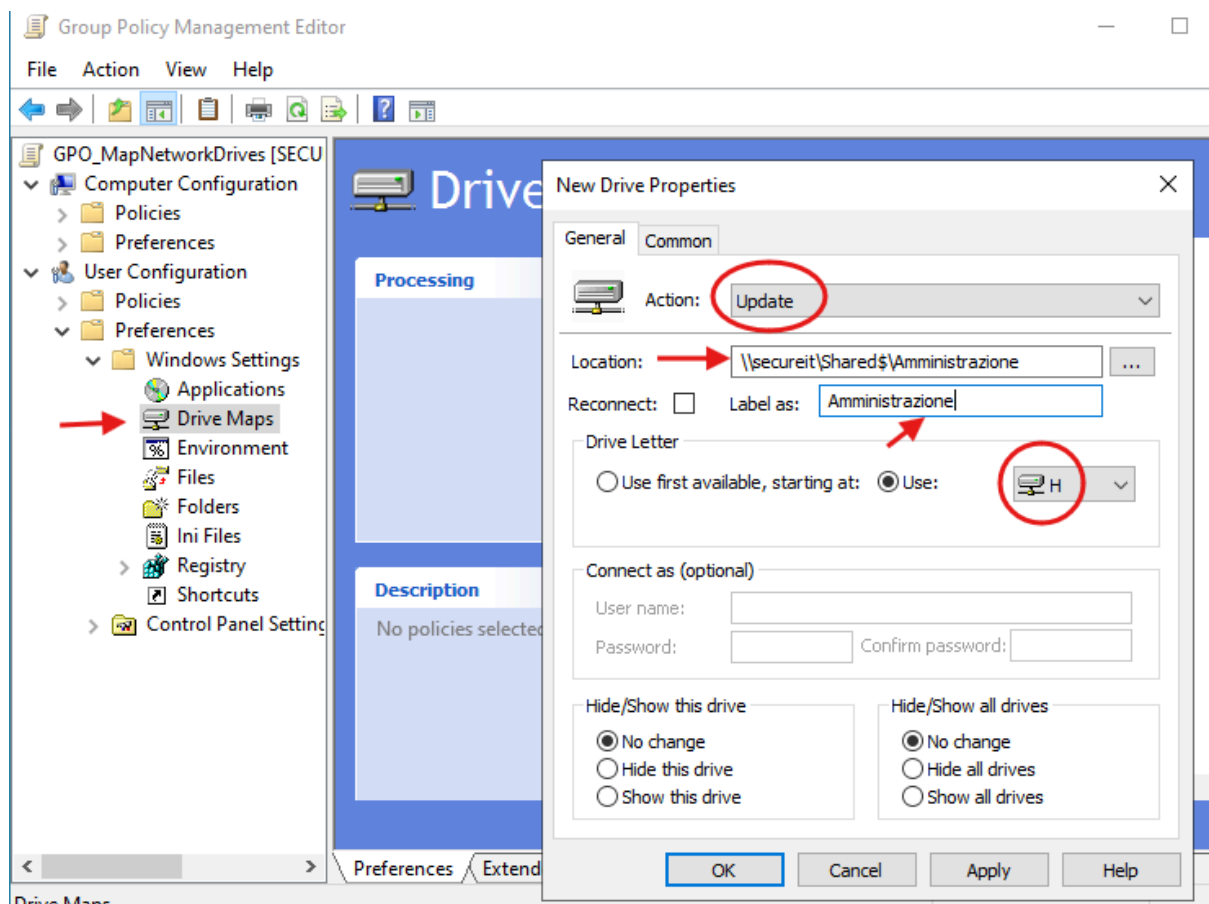 Group Policy Management Editor
File Action View Help
GPO_MapNetworkDrives [SECU
Computer Configuration
Policies
Preferences
User Configuration
Policies
Preferences
Windows Settings
Applications
Drive Maps
Environment
Files
Folders
Ini Files
Registry
Shortcuts
Control Panel Setting
Drive
Processing
Description
No policies selected
Preferences Extend
New Drive Properties
General Common
Action: Update
Location: \\secureit\Shared$\Amministrazione ...
Reconnect: Label as: Amministrazione
Drive Letter
Use first available, starting at: Use: H
Connect as (optional)
User name:
Password: Confirm password:
Hide/Show this drive
No change
Hide this drive
Show this drive
Hide/Show all drives
No change
Hide all drives
Show all drives
OK Cancel Apply Help
Drive Maps